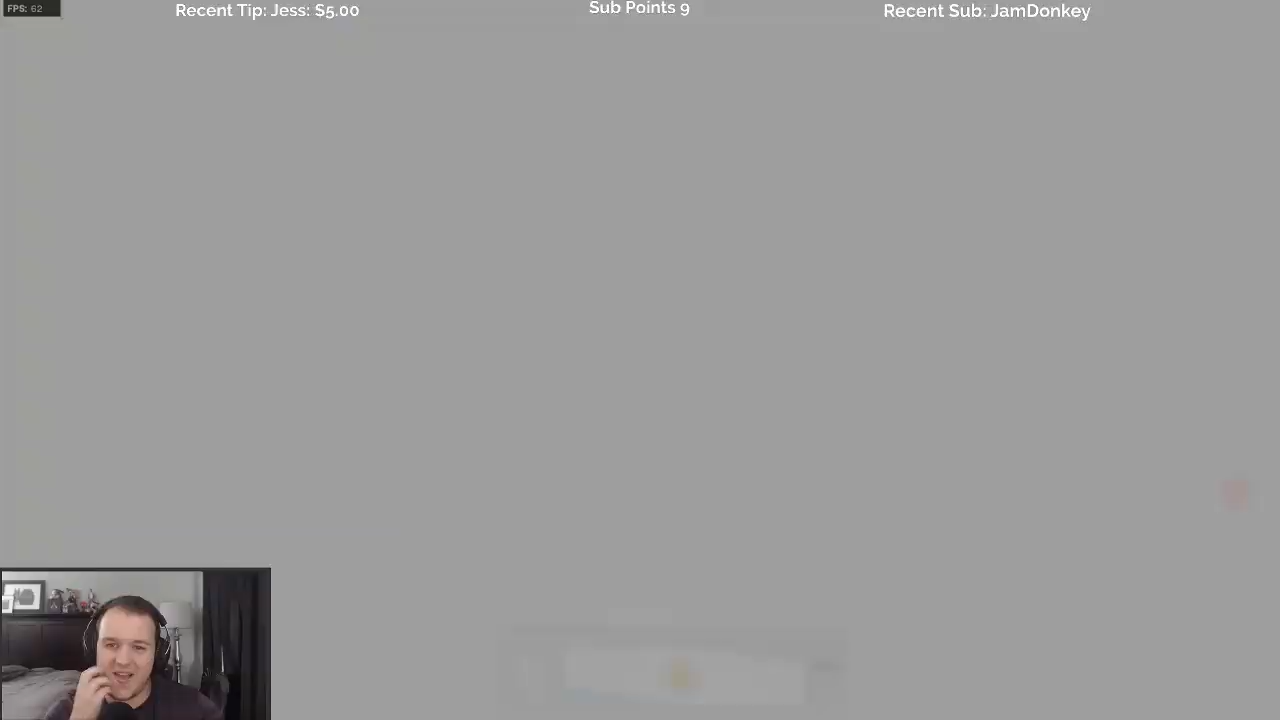 FPS: 62
Recent Tip: Jess: $5.00
Sub Points 9
Recent Sub: JamDonkey